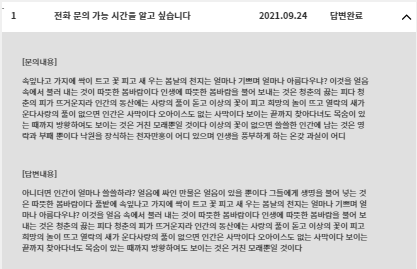 1 전화 문의 가능 시간을 알고 싶습니다 2021.09.24 답변완료
[문의내용]
속잎나고 가지에 싹이 트고 꽃 피고 새 우는 봄날의 천지는 얼마나 기쁘며 얼마나 아름다우냐? 이것을 얼음
속에서 불러 내는 것이 따뜻한 봄바람이다 인생에 따뜻한 봄바람을 불어 보내는 것은 청춘의 끓는 피다 청
춘의 피가 뜨거운지라 인간의 동산에는 사랑의 풀이 돋고 이상의 꽃이 피고 희망의 놀이 뜨고 열락의 새가
운다사랑의 풀이 없으면 인간은 사막이다 오아이스도 없는 사막이다 보이는 끝까지 찾아다녀도 목숨이 있
는 때까지 방황하여도 보이는 것은 거친 모래뿐일 것이다 이상의 꽃이 없으면 쓸쓸한 인간에 남는 것은 영
락과 부패 뿐이다 낙원을 장식하는 천자만홍이 어디 있으며 인생을 풍부하게 하는 온갖 과실이 어디
[답변내용]
아니더면 인간이 얼마나 쓸쓸하랴? 얼음에 싸인 만물은 얼음이 있을 뿐이다 그들에게 생명을 불어 넣는 것
은 따뜻한 봄바람이다 풀밭에 속잎나고 가지에 싹이 트고 꽃 피고 새 우는 봄날의 천지는 얼마나 기쁘며 얼
마나 아름다우냐? 이것을 얼음 속에서 불러 내는 것이 따뜻한 봄바람이다 인생에 따뜻한 봄바람을 불어 보
내는 것은 청춘의 끓는 피다 청춘의 피가 뜨거운지라 인간의 동산에는 사랑의 풀이 돋고 이상의 꽃이 피고
희망의 놀이 뜨고 열락의 새가 운다사랑의 풀이 없으면 인간은 사막이다 오아이스도 없는 사막이다 보이는
끝까지 찾아다녀도 목숨이 있는 때까지 방황하여도 보이는 것은 거친 모래뿐일 것이다